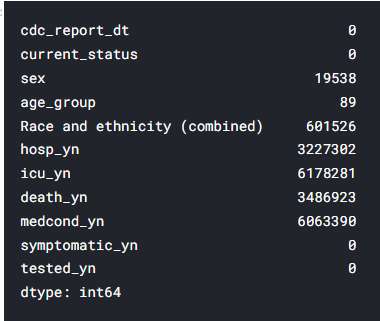 cdc_report_dt 0
current_status 0
sex 19538
age_group 89
Race and ethnicity (combined) 601526
hosp_yn 3227302
icu_yn 6178281
death_yn 3486923
medcond_yn 6063390
symptomatic_yn 0
tested_yn 0
dtype: int64